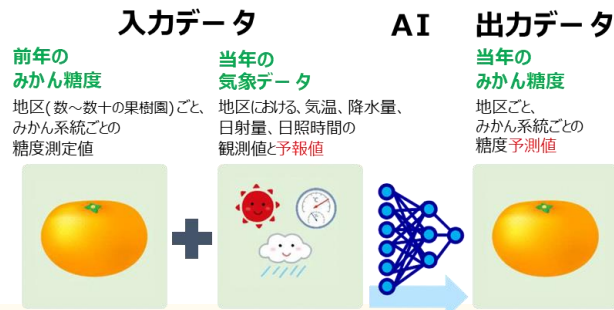 入力データ
AI
出力データ
前年の
みかん糖度
地区(数～数十の果樹園)ごと、
みかん系統ごとの
糖度測定値
当年の
気象データ
地区における、気温、降水量、
日射量、日照時間の
観測値と予報値
当年の
みかん糖度
地区ごと、
みかん系統ごとの
糖度予測値